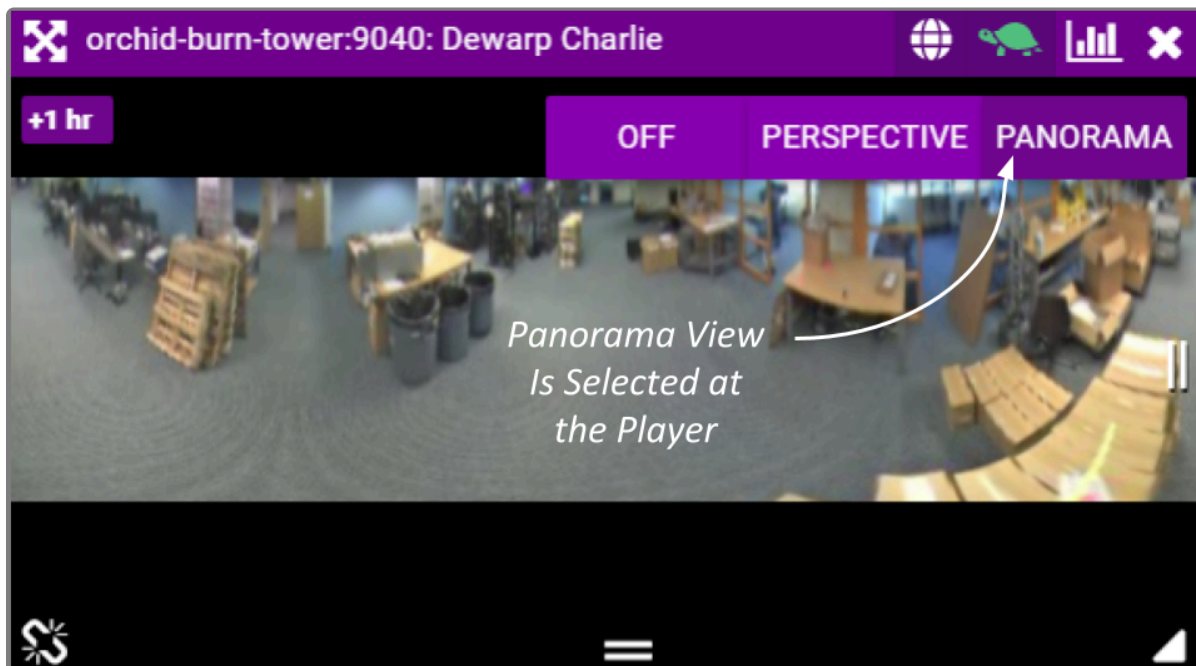 orchid-burn-tower:9040: Dewarp Charlie
+1 hr
OFF PERSPECTIVE PANORAMA
Panorama View
Is Selected at
the Player